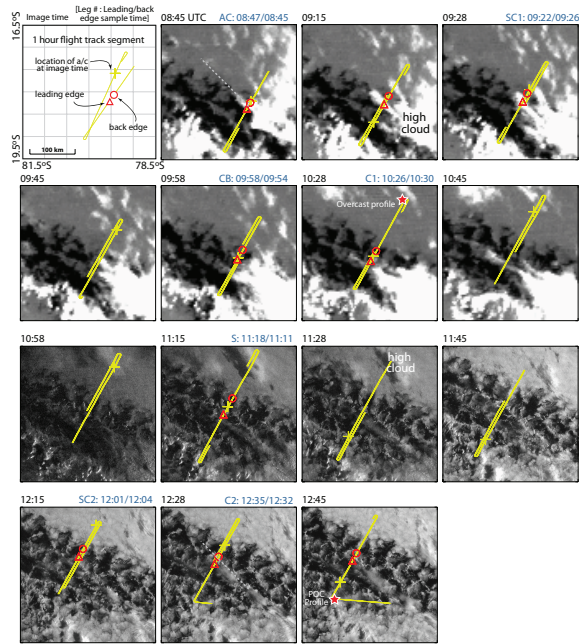 Image time
[Leg # : Leading/back
edge sample time]
16.5°S
19.5°S
1 hour flight track segment
location of a/c
at image time
leading edge
back edge
100 km
81.5°S
78.5°S
08:45 UTC
AC: 08:47/08:45
09:15
high
cloud
09:28
SC1: 09:22/09:26
09:45
09:58
CB: 09:58/09:54
10:28
C1: 10:26/10:30
Overcast profile
10:45
10:58
11:15
S: 11:18/11:11
11:28
high
cloud
11:45
12:15
SC2: 12:01/12:04
12:28
C2: 12:35/12:32
12:45
POC
Profile